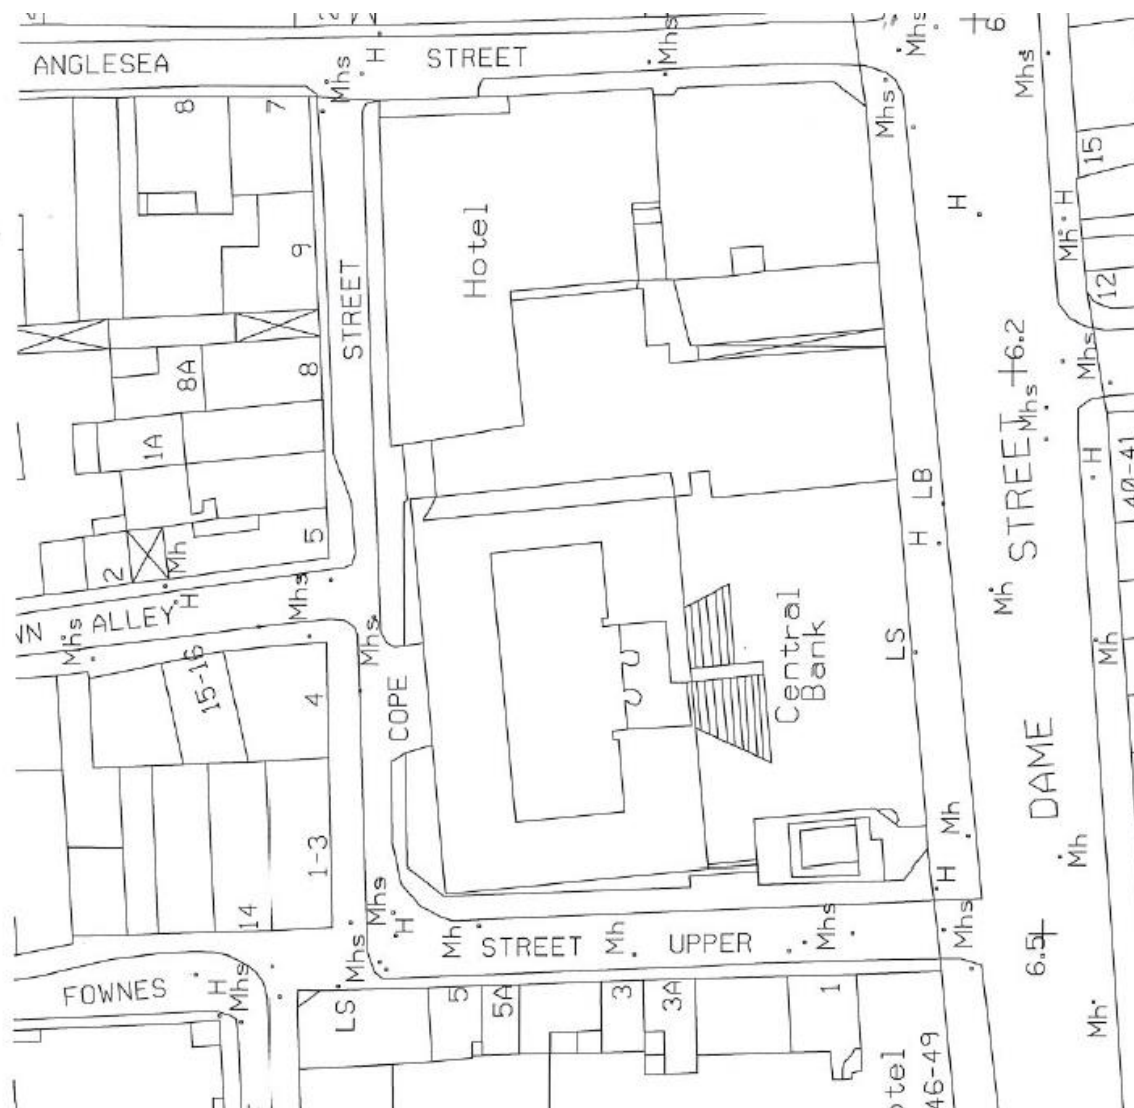 ANGLESEA STREET
H
Mhs
Mhs
Mhs
6.
Mhs
8
7
Mhs
15
H
Mh
H
Hotel
9
STREET
12
6.2
Mhs
8A
8
Mhs
STREET
1A
H
LB
40-41
H
5
2
Mh
H
Mhs
ALLEY
Mhs
Mhs
Mh
Central
Bank
LS
Mh
15-16
4
COPE
DAME
1-3
Mh
Mh
H
14
Mhs
H
Mh
STREET
Mh
UPPER
Mhs
Mhs
6.5
Mhs
FOWNES
H
Mhs
LS
5
5A
3
3A
1
Mh
otel
46-49